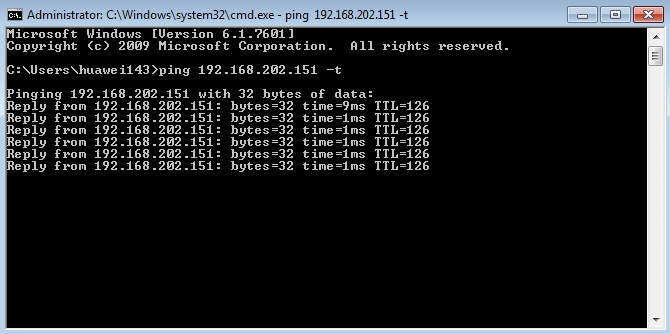 Administrator: C:\Windows\system32\cmd.exe - ping 192.168.202.151 -t
Microsoft Windows [Version 6.1.7601]
Copyright (c) 2009 Microsoft Corporation.  All rights reserved.
C:\Users\huawei143>ping 192.168.202.151 -t
Pinging 192.168.202.151 with 32 bytes of data:
Reply from 192.168.202.151: bytes=32 time=9ms TTL=126
Reply from 192.168.202.151: bytes=32 time=1ms TTL=126
Reply from 192.168.202.151: bytes=32 time=1ms TTL=126
Reply from 192.168.202.151: bytes=32 time=1ms TTL=126
Reply from 192.168.202.151: bytes=32 time=1ms TTL=126
Reply from 192.168.202.151: bytes=32 time=1ms TTL=126